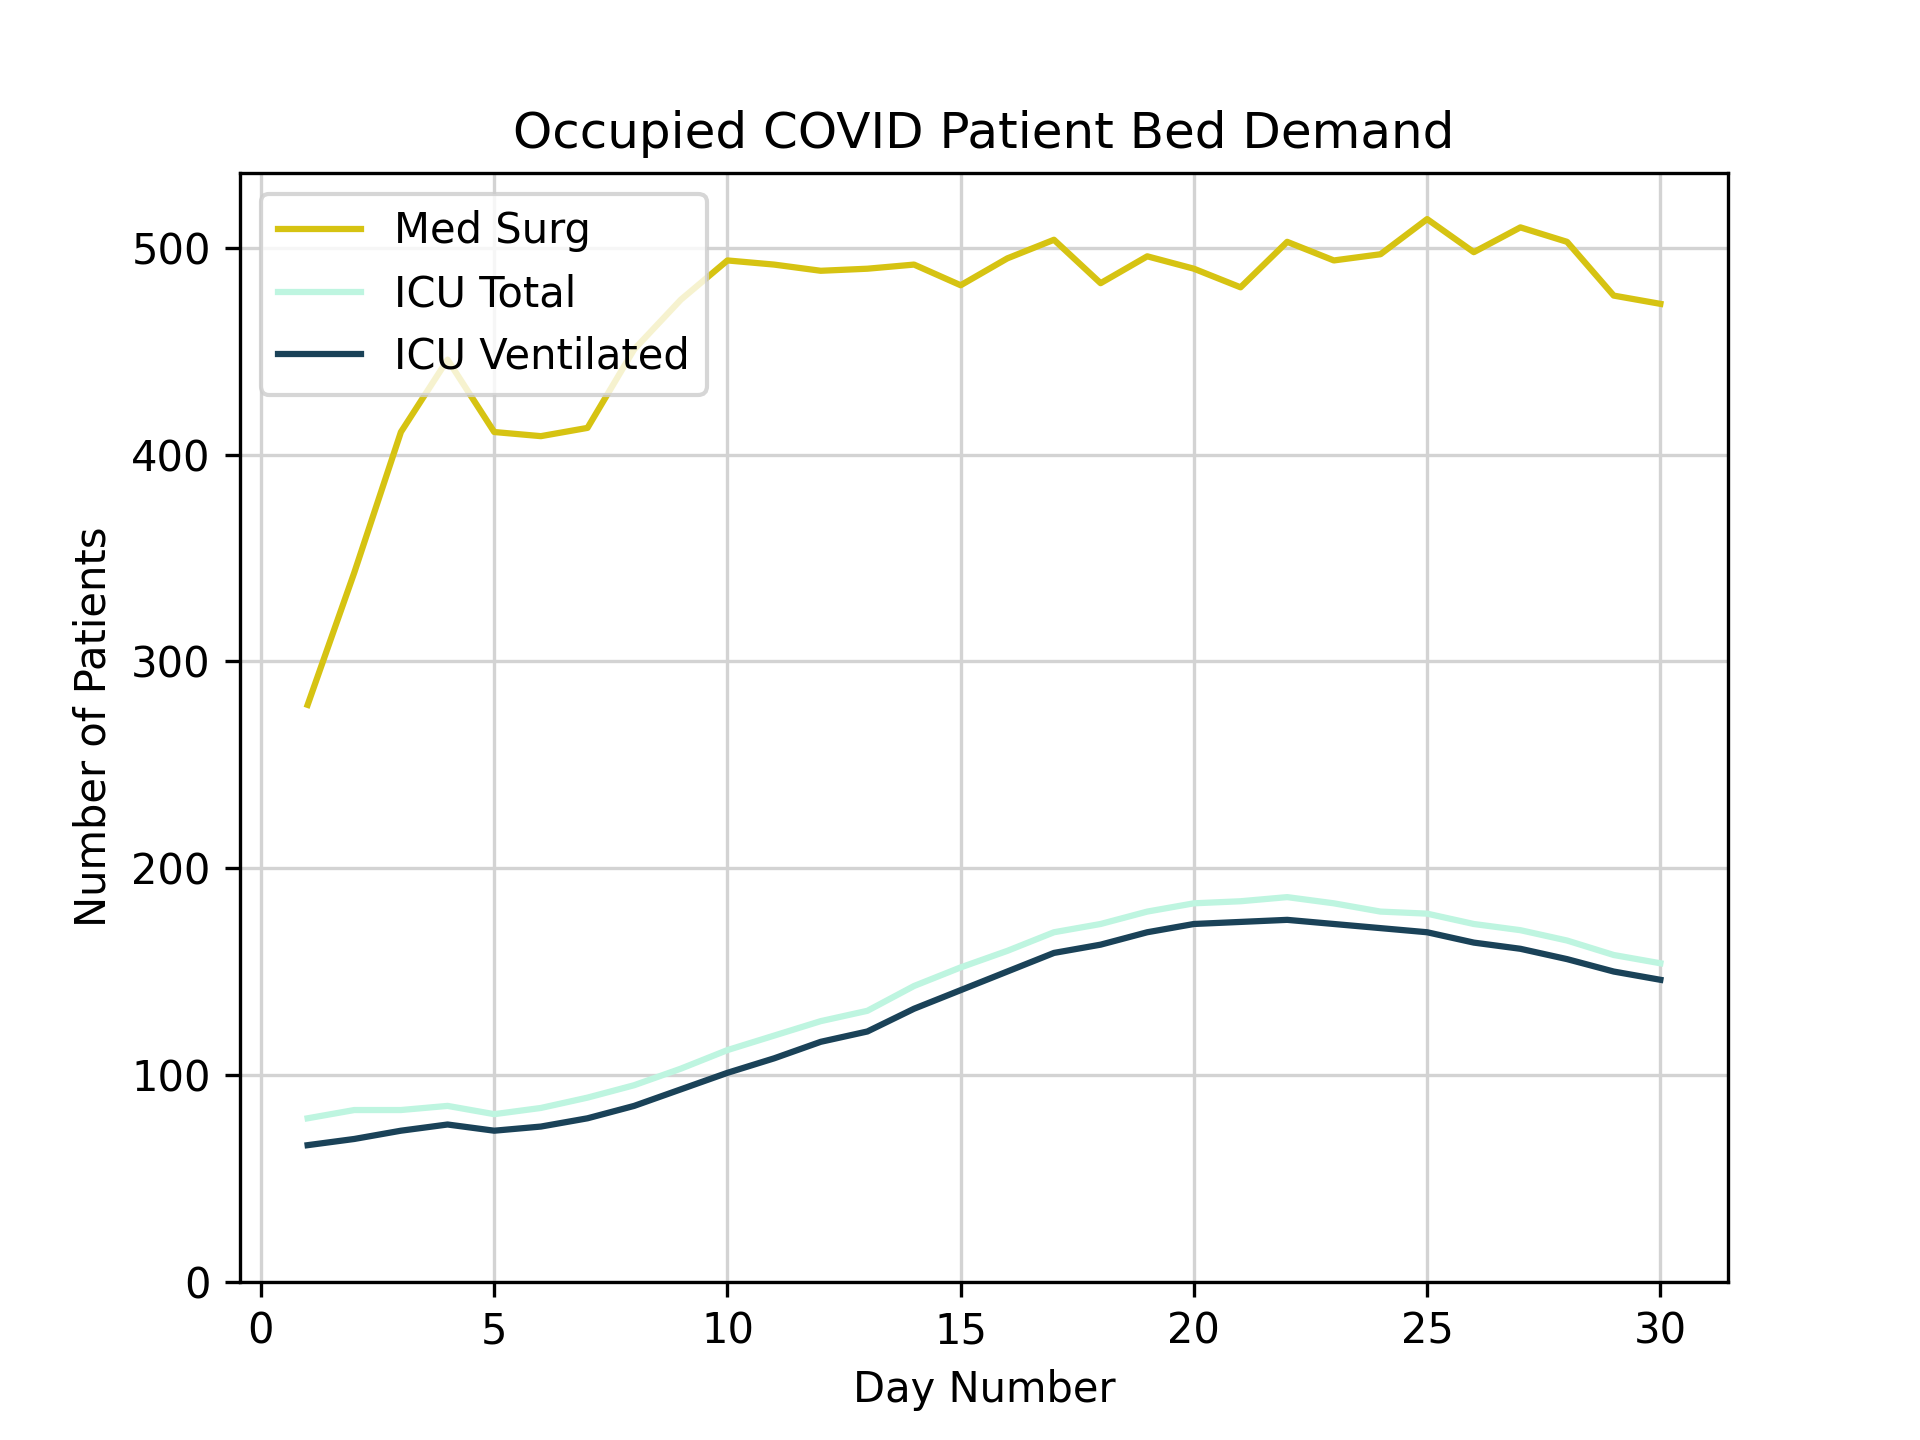 Occupied COVID Patient Bed Demand
Med Surg
ICU Total
ICU Ventilated
500
400
300
200
100
0
Number of Patients
0 5 10 15 20 25 30
Day Number